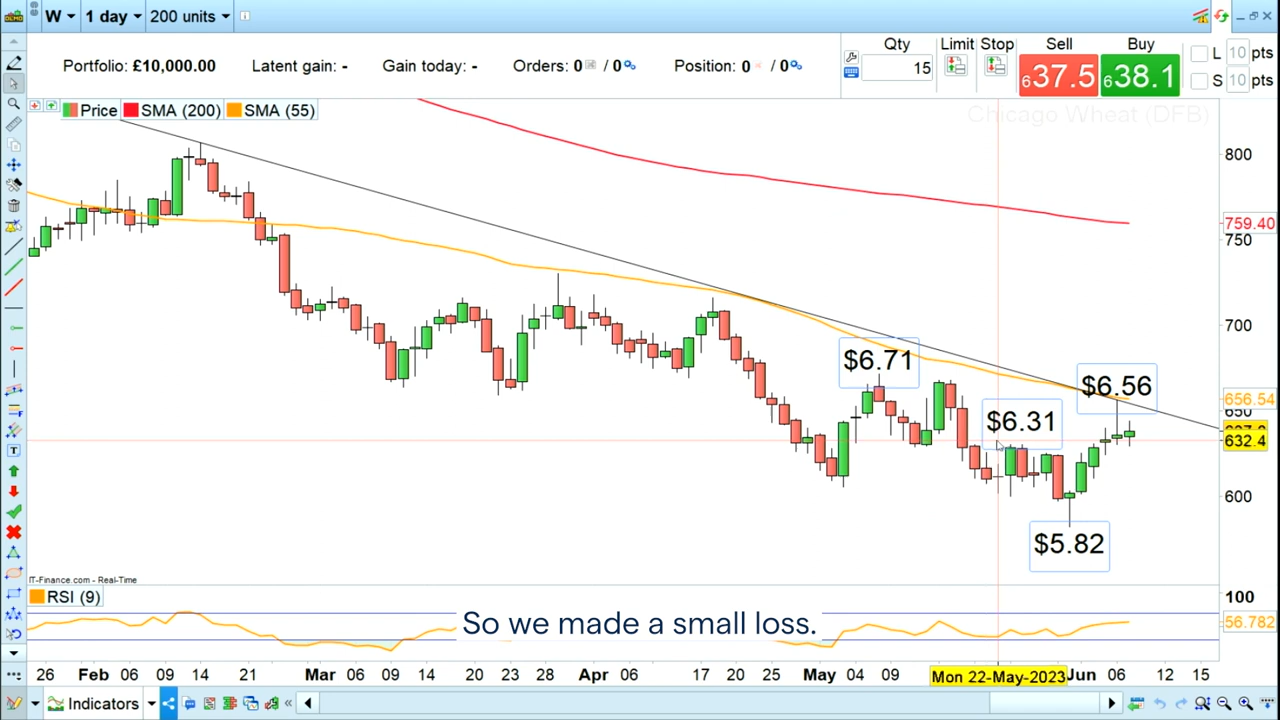 W 1 day 200 units
Portfolio: £10,000.00 Latent gain: - Gain today: - Orders: 0 / 0 Position: 0 / 0
Qty Limit Stop Sell Buy
15 637.5 638.1
L 10 pts
S 10 pts
Price SMA (200) SMA (55)
Chicago Wheat (DFB)
800
759.40
750
700
$6.71
$6.56
656.54
650
$6.31
632.4
600
$5.82
IT-Finance.com - Real-Time
RSI (9)
100
So we made a small loss.
56.782
26 Feb 06 09 14 21 Mar 06 09 14 20 23 28 Apr 06 17 20 25 May 04 09 Mon 22-May-2023 Jun 06 12 15
Indicators